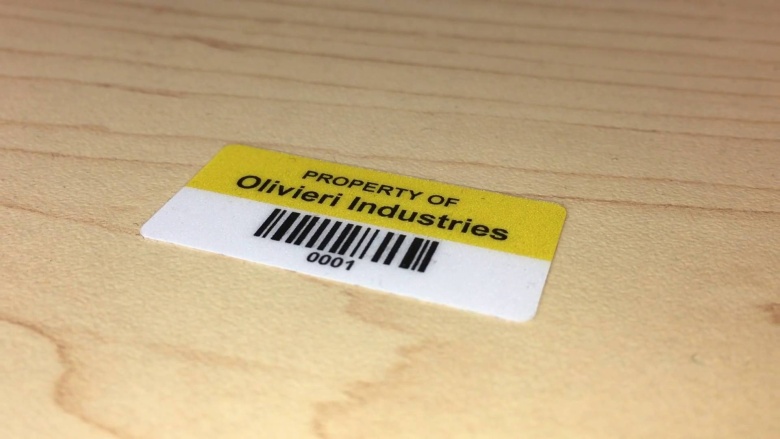 PROPERTY OF
Olivieri Industries
0001